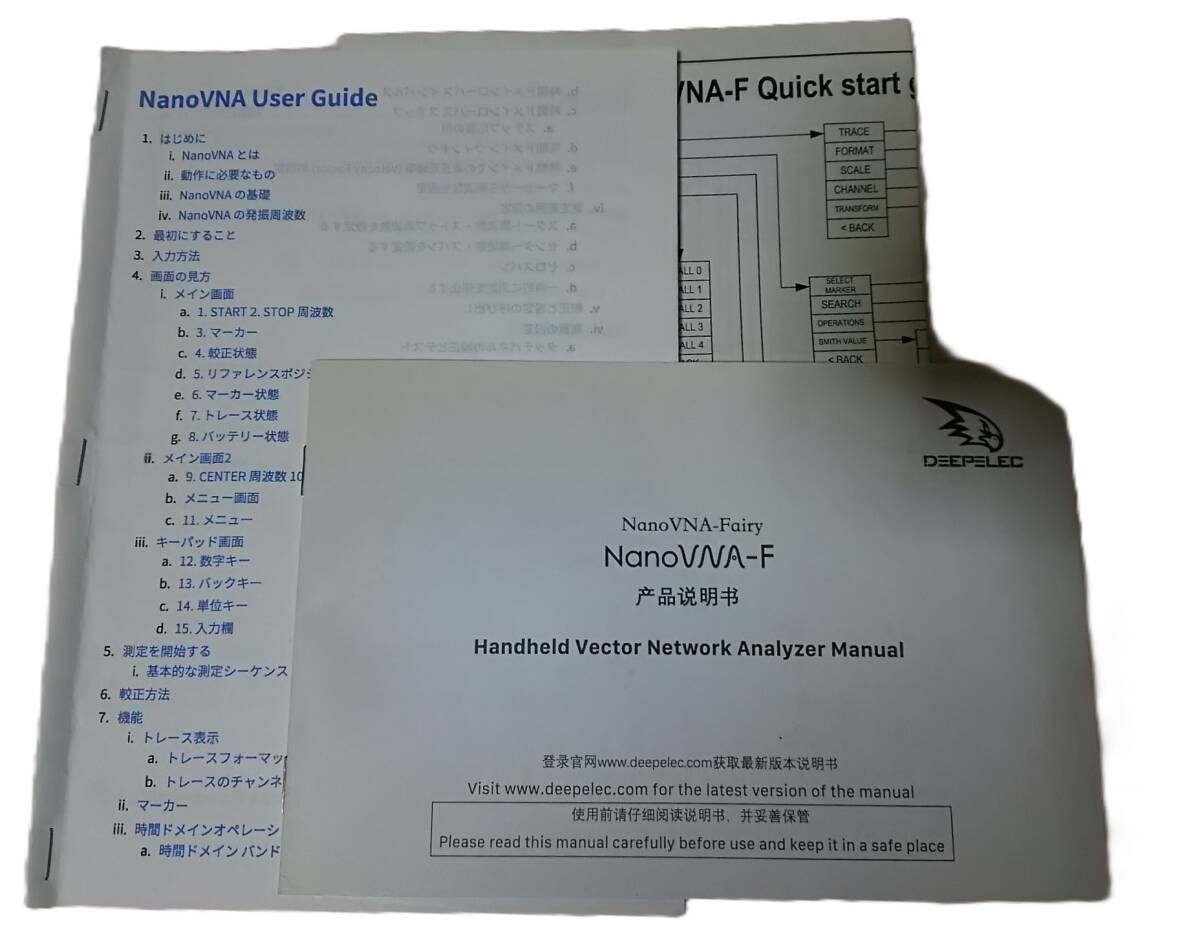 NanoVNA User Guide
1. はじめに
i. NanoVNA とは
ii. 動作に必要なもの
iii. NanoVNA の基礎
iv. NanoVNA の発振周波数
2. 最初にすること
3. 入力方法
4. 画面の見方
i. メイン画面
a. 1. START 2. STOP 周波数
b. 3. マーカー
c. 4. 較正状態
d. 5. リファレンスポジ
e. 6. マーカー状態
f. 7. トレース状態
g. 8. バッテリー状態
ii. メイン画面2
a. 9. CENTER 周波数 10
b. メニュー画面
c. 11. メニュー
iii. キーパッド画面
a. 12. 数字キー
b. 13. バックキー
c. 14. 単位キー
d. 15. 入力欄
5. 測定を開始する
i. 基本的な測定シーケンス
6. 較正方法
7. 機能
i. トレース表示
a. トレースフォーマッ
b. トレースのチャンネ
ii. マーカー
iii. 時間ドメインオペレーシ
a. 時間ドメイン バンド
VNA-F Quick start g
TRACE
FORMAT
SCALE
CHANNEL
TRANSFORM
< BACK
ALL 0
ALL 1
ALL 2
ALL 3
ALL 4
SELECT
MARKER
SEARCH
OPERATIONS
SMITH VALUE
< BACK
DEEPELEC
NanoVNA-Fairy
NanoVNA-F
产品说明书
Handheld Vector Network Analyzer Manual
登录官网www.deepelec.com获取最新版本说明书
Visit www.deepelec.com for the latest version of the manual
使用前请仔细阅读说明书，并妥善保管
Please read this manual carefully before use and keep it in a safe place